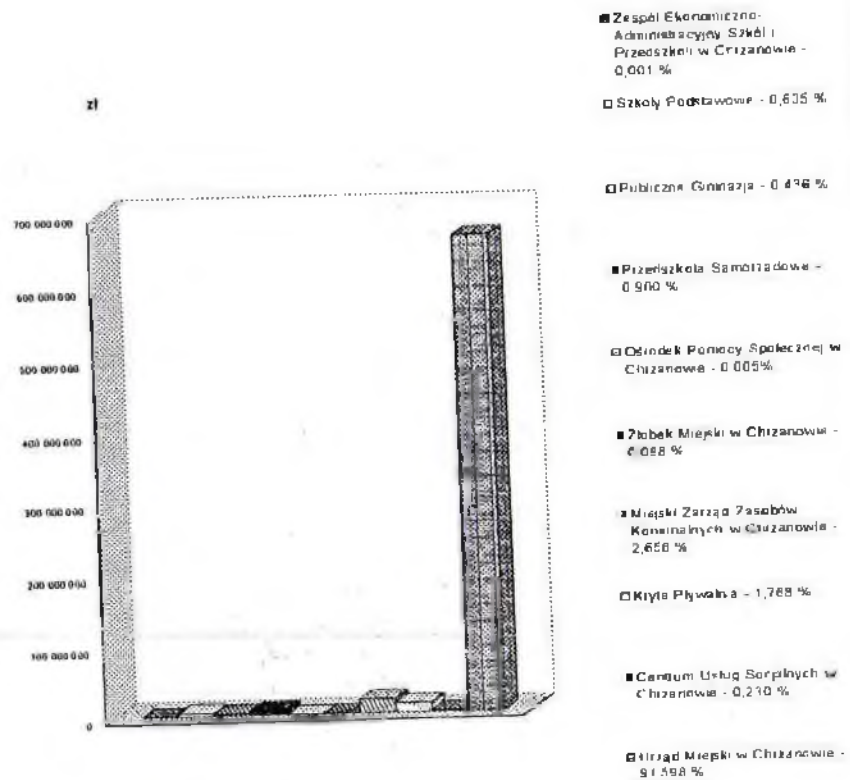 zł
700 000 000
600 000 000
500 000 000
400 000 000
300 000 000
200 000 000
100 000 000
0
Zespół Ekonomiczno-
Administracyjny Szkół i
Przedszkoli w Chrzanowie -
0,001 %
Szkoły Podstawowe - 0,635 %
Publiczne Gimnazja - 0 436 %
Przedszkola Samorządowe -
0 900 %
Ośrodek Pomocy Społecznej w
Chrzanowie - 0 005%
Żłobek Miejski w Chrzanowie -
%
Miejski Zarząd Zasobów
Komunalnych w Chrzanowie -
2,656 %
Kryta Pływalnia - 1,768 %
Centrum Usług Socjalnych w
Chrzanowie - 0,210 %
Urząd Miejski w Chrzanowie -
91 598 %